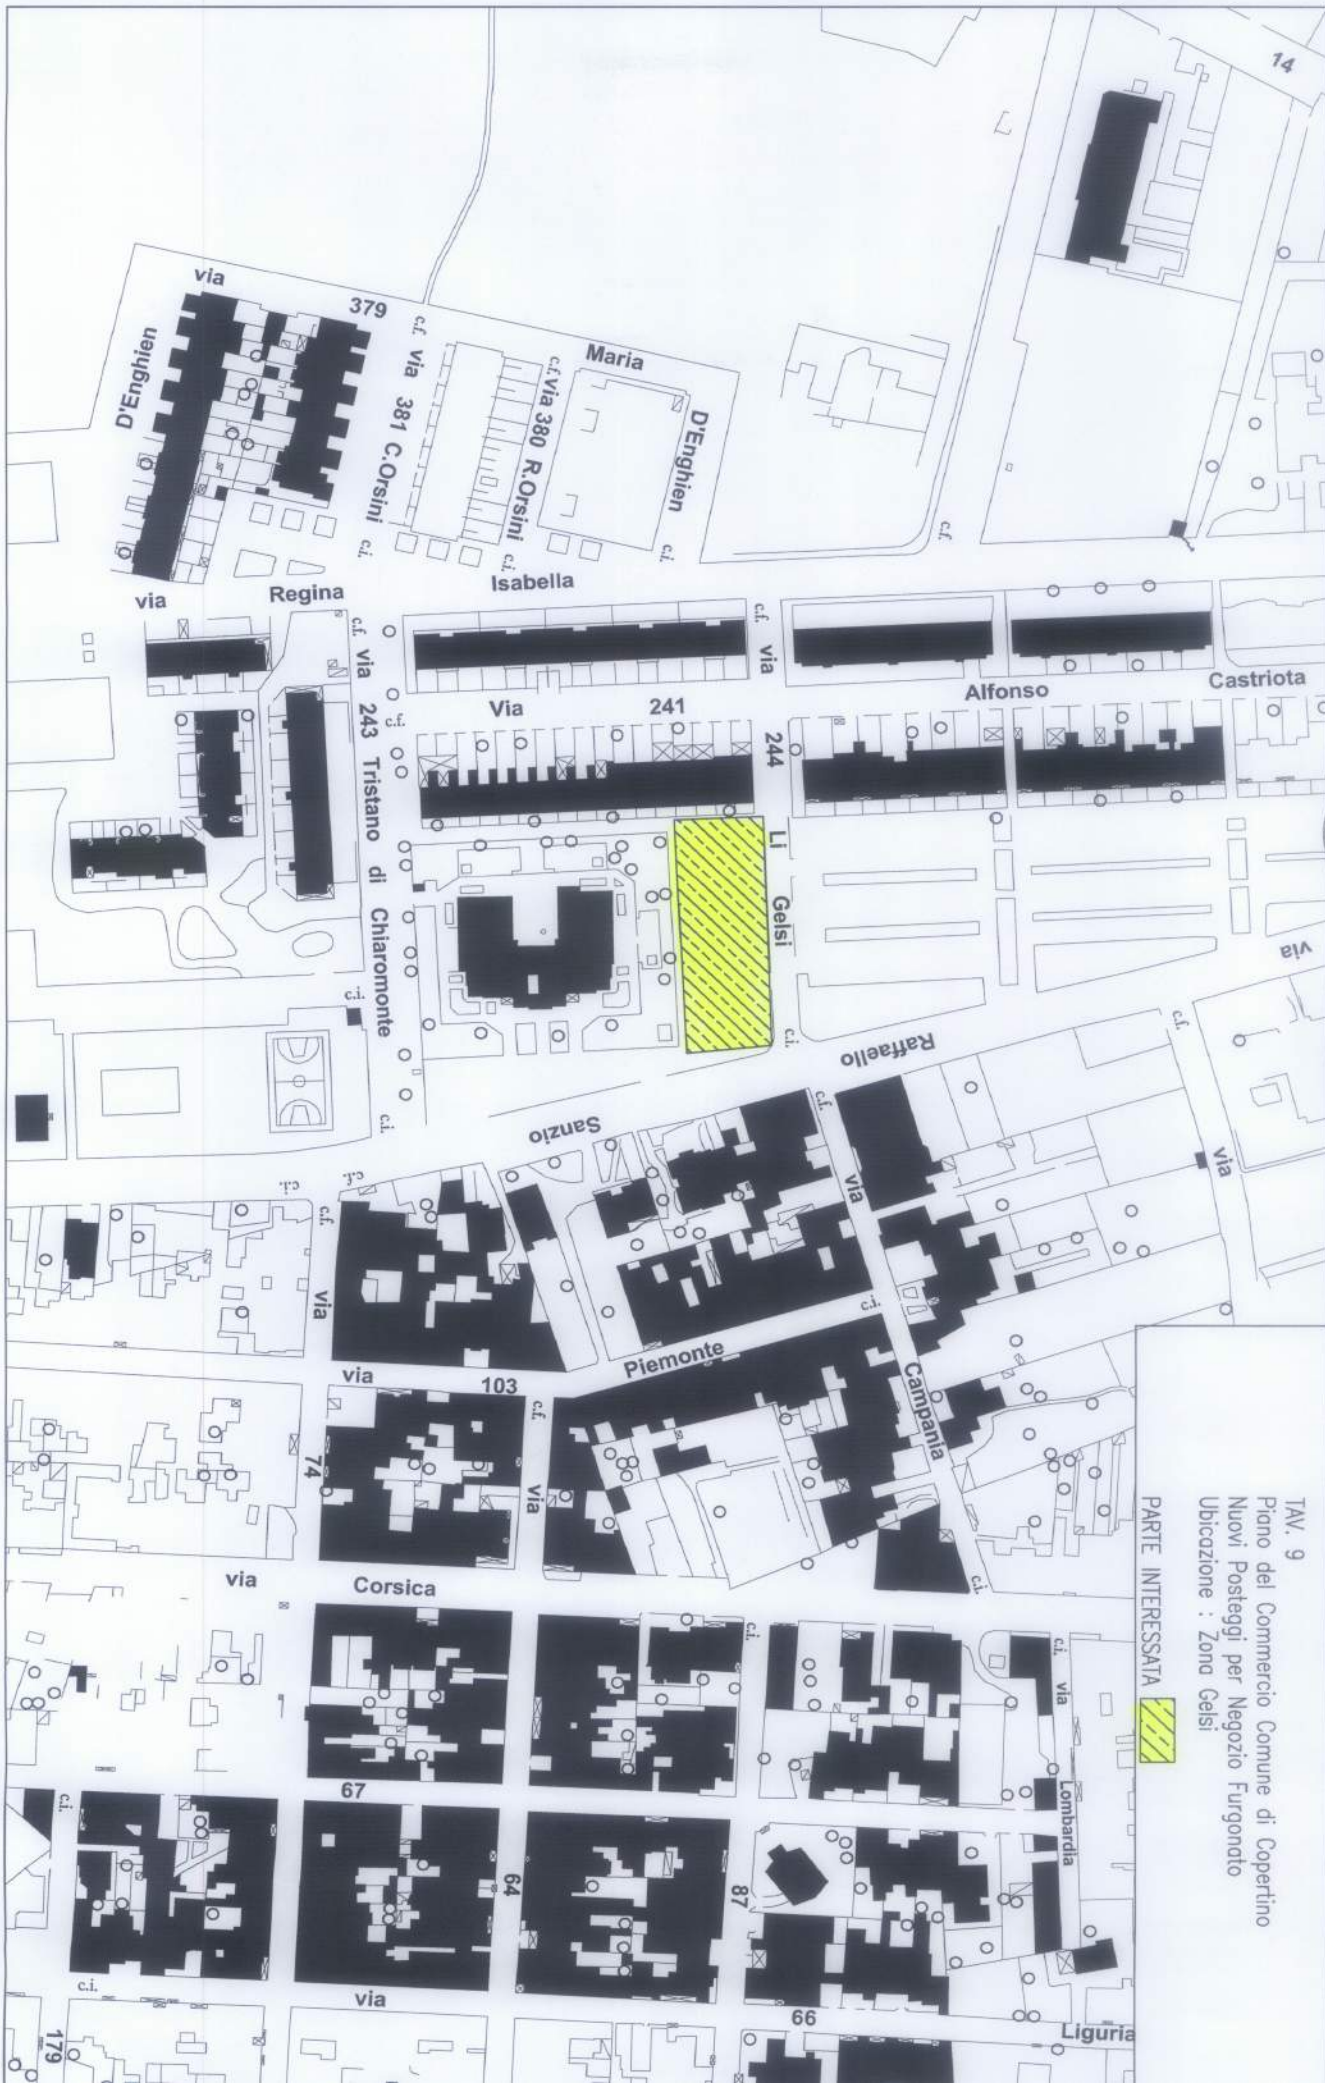 TAV. 9
Piano del Commercio Comune di Copertino
Nuovi Posteggi per Negozio Furgonato
Ubicazione : Zona Gelsi
PARTE INTERESSATA
14
via
379
Maria
D'Enghien
D'Enghien
c.f. via 381 C.Orsini c.i.
c.f. via 380 R.Orsini c.i.
c.i.
c.f.
via Regina Isabella
c.f. via 243 Tristano di Chiaromonte
c.f.
c.i.
c.i.
Via 241 Alfonso Castriota
c.f. via 244 Li Gelsi
c.i.
via
Raffaello
Sanzio
c.f.
via
c.f.
via
Campania
c.i.
c.i.
c.f.
c.i.
c.f.
via
74
via 103 Piemonte
c.f.
via
via Corsica
c.i.
c.i.
via
Lombardia
67
64
87
c.i.
c.i.
via 66 Liguria
179